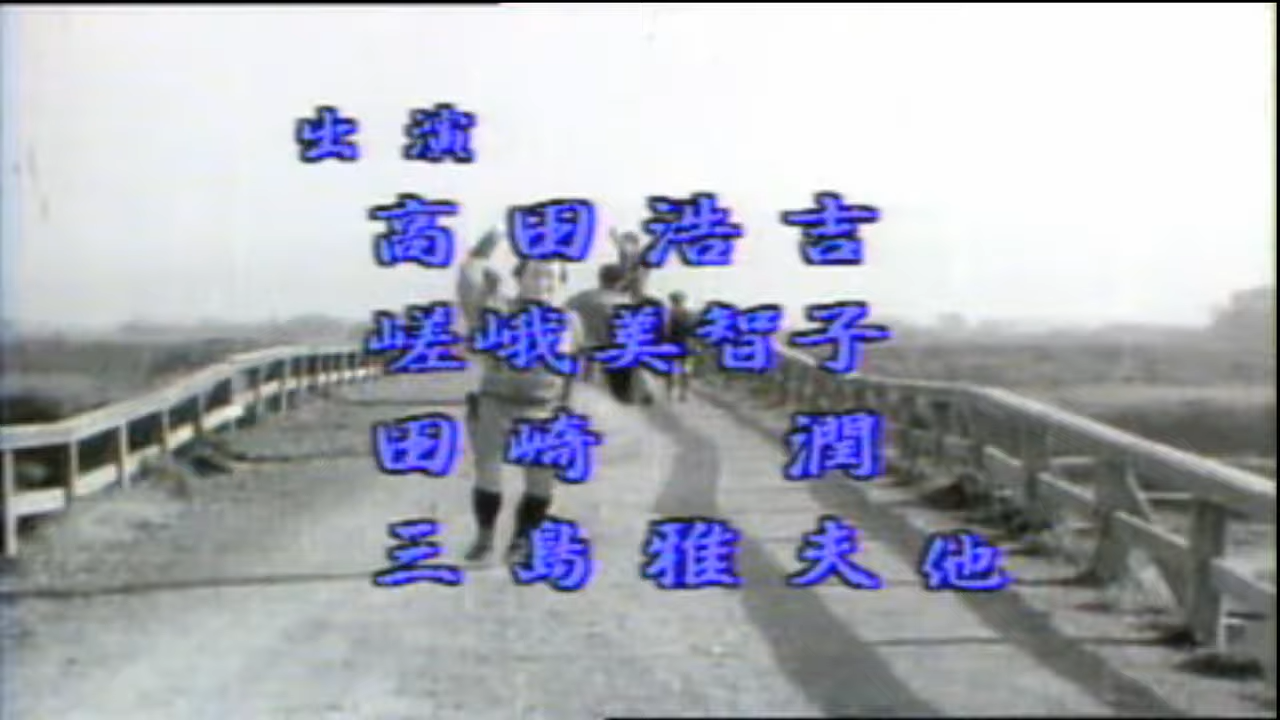 出演
高田浩吉
嵯峨美智子
田崎潤
三島雅夫他